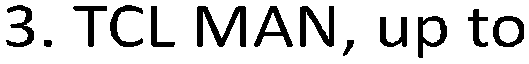 3. TCL MAN, up to